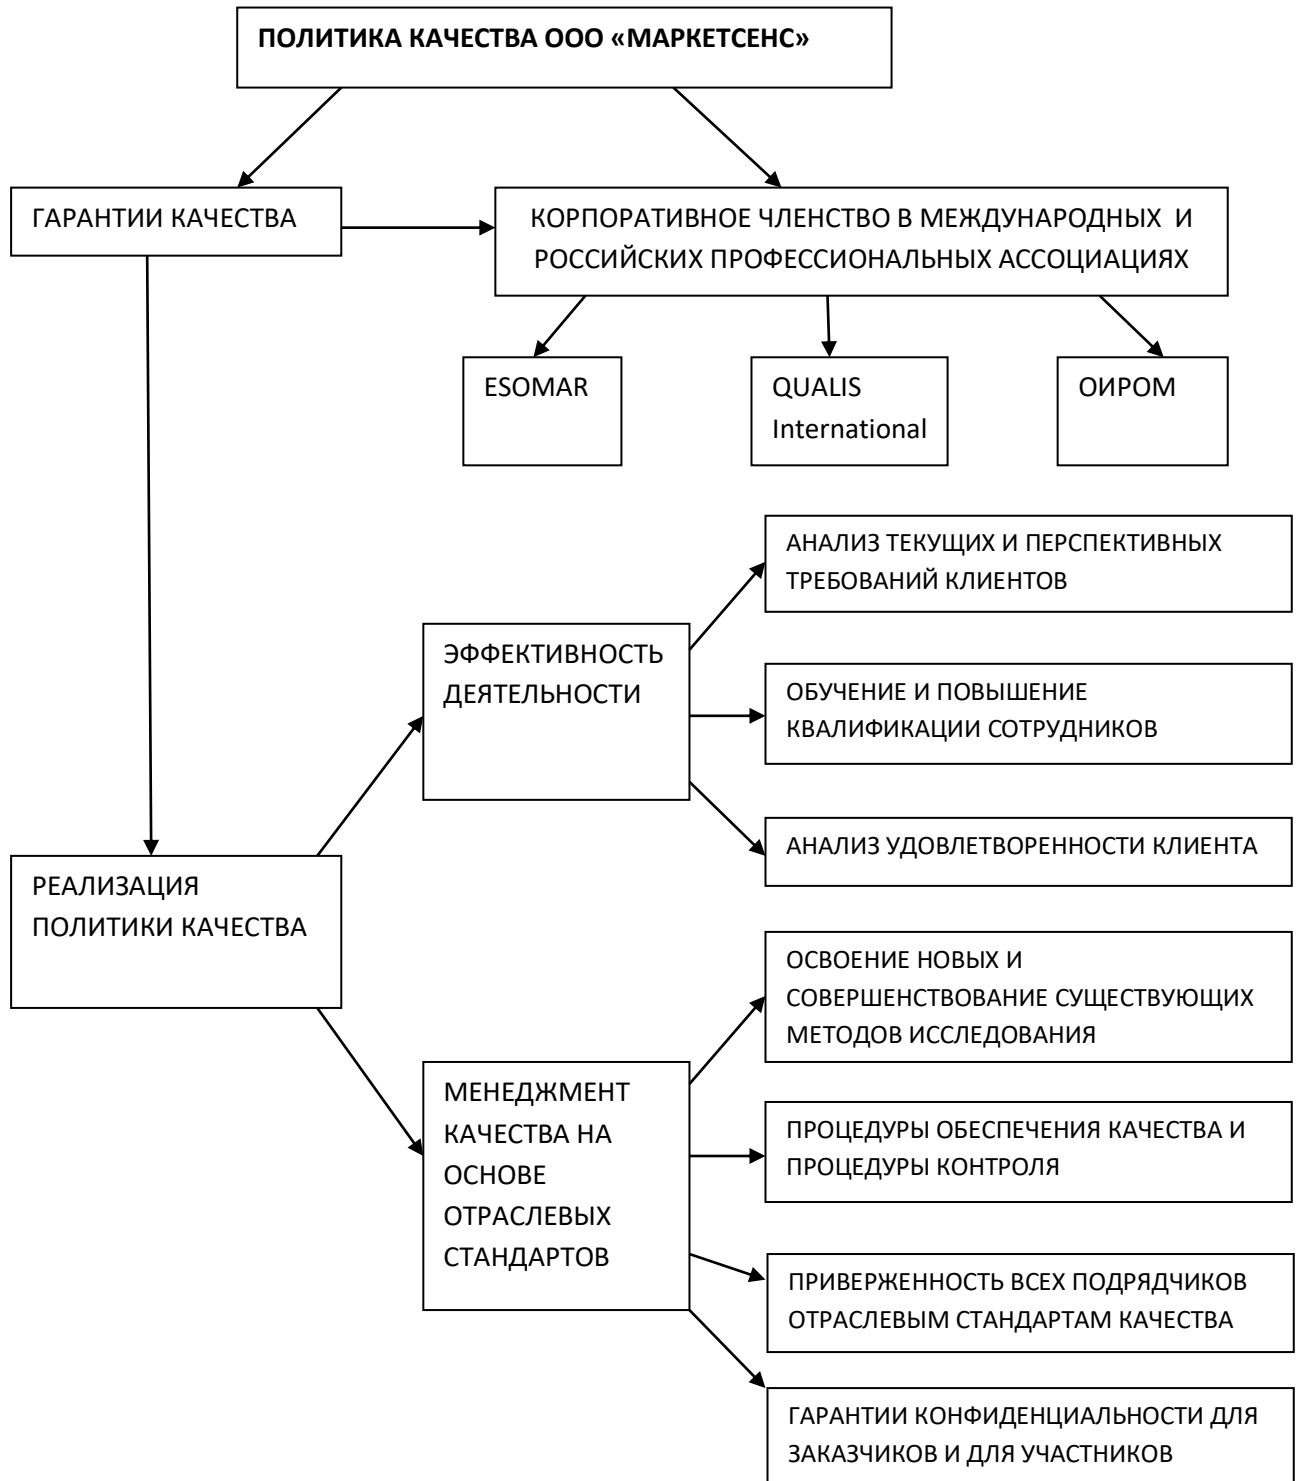 ПОЛИТИКА КАЧЕСТВА ООО «МАРКЕТСЕНС»
ГАРАНТИИ КАЧЕСТВА
КОРПОРАТИВНОЕ ЧЛЕНСТВО В МЕЖДУНАРОДНЫХ И
РОССИЙСКИХ ПРОФЕССИОНАЛЬНЫХ АССОЦИАЦИЯХ
ESOMAR
QUALIS
International
ОИРОМ
АНАЛИЗ ТЕКУЩИХ И ПЕРСПЕКТИВНЫХ
ТРЕБОВАНИЙ КЛИЕНТОВ
ЭФФЕКТИВНОСТЬ
ДЕЯТЕЛЬНОСТИ
ОБУЧЕНИЕ И ПОВЫШЕНИЕ
КВАЛИФИКАЦИИ СОТРУДНИКОВ
АНАЛИЗ УДОВЛЕТВОРЕННОСТИ КЛИЕНТА
РЕАЛИЗАЦИЯ
ПОЛИТИКИ КАЧЕСТВА
ОСВОЕНИЕ НОВЫХ И
СОВЕРШЕНСТВОВАНИЕ СУЩЕСТВУЮЩИХ
МЕТОДОВ ИССЛЕДОВАНИЯ
МЕНЕДЖМЕНТ
КАЧЕСТВА НА
ОСНОВЕ
ОТРАСЛЕВЫХ
СТАНДАРТОВ
ПРОЦЕДУРЫ ОБЕСПЕЧЕНИЯ КАЧЕСТВА И
ПРОЦЕДУРЫ КОНТРОЛЯ
ПРИВЕРЖЕННОСТЬ ВСЕХ ПОДРЯДЧИКОВ
ОТРАСЛЕВЫМ СТАНДАРТАМ КАЧЕСТВА
ГАРАНТИИ КОНФИДЕНЦИАЛЬНОСТИ ДЛЯ
ЗАКАЗЧИКОВ И ДЛЯ УЧАСТНИКОВ